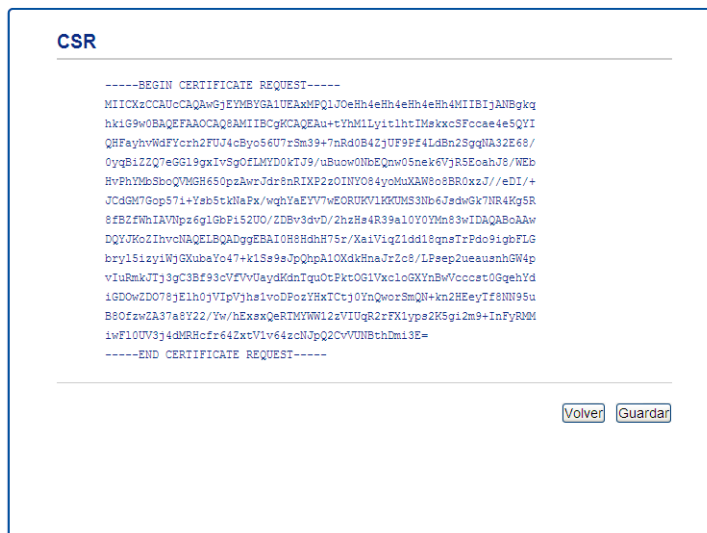 CSR
-----BEGIN CERTIFICATE REQUEST-----
MIICXzCCAUcCAQAwGjEYMBYGA1UEAxMPQ1JOeHh4eHh4eHh4eHh4MIIBIjANBgkq
hkiG9w0BAQEFAAOCAQ8AMIIBCgKCAQEAu+tYhM1LyitlhtIMskxcSFccae4e5QYI
QHFayhvWdFYcrh2FUJ4cByo56U7rSm39+7nRd0B4ZjUF9Pf4LdBn2SgqNA32E68/
0yqBiZZQ7eGG19gxIvSgOfLMYD0kTJ9/uBuow0NbEQnw05nek6VjR5EoahJ8/WEb
HvPhYMbSboQVMGH650pzAwrJdr8nRIXP2zOINYO84yoMuXAW8o8BR0xzJ//eDI/+
JCdGM7Gop57i+Ysb5tkNaPx/wqhYaEYV7wEORUKVlKKUMS3Nb6JsdwGk7NR4Kg5R
8fBZfWhIAVNpz6glGbPi52UO/ZDBv3dvD/2hzHs4R39al0Y0YMn83wIDAQABoAAw
DQYJKoZIhvcNAQELBQADggEBAI0H8HdhH75r/XaiViqZ1dd18qnsTrPdo9igbFLG
bryl5izyiWjGXubaYo47+k1Ss9sJpQhpA1OXdkHnaJrZc8/LPsep2ueausnhGW4p
vIuRmkJTj3gC3Bf93cVfVvUaydKdnTquOtPktOG1VxcloGXYnBwVcccst0GqehYd
iGDOwZDO78jElh0jVIpVjhs1voDPozYHxTCtj0YnQworSmQN+kn2HEeyTf8NN95u
B8OfzwZA37a8Y22/Yw/hExsxQeRTMYWW12zVIUqR2rFX1yps2K5gi2m9+InFyRMM
iwFl0UV3j4dMRHcfr64ZxtV1v64zcNJpQ2CvVUNBthDmi3E=
-----END CERTIFICATE REQUEST-----
Volver Guardar